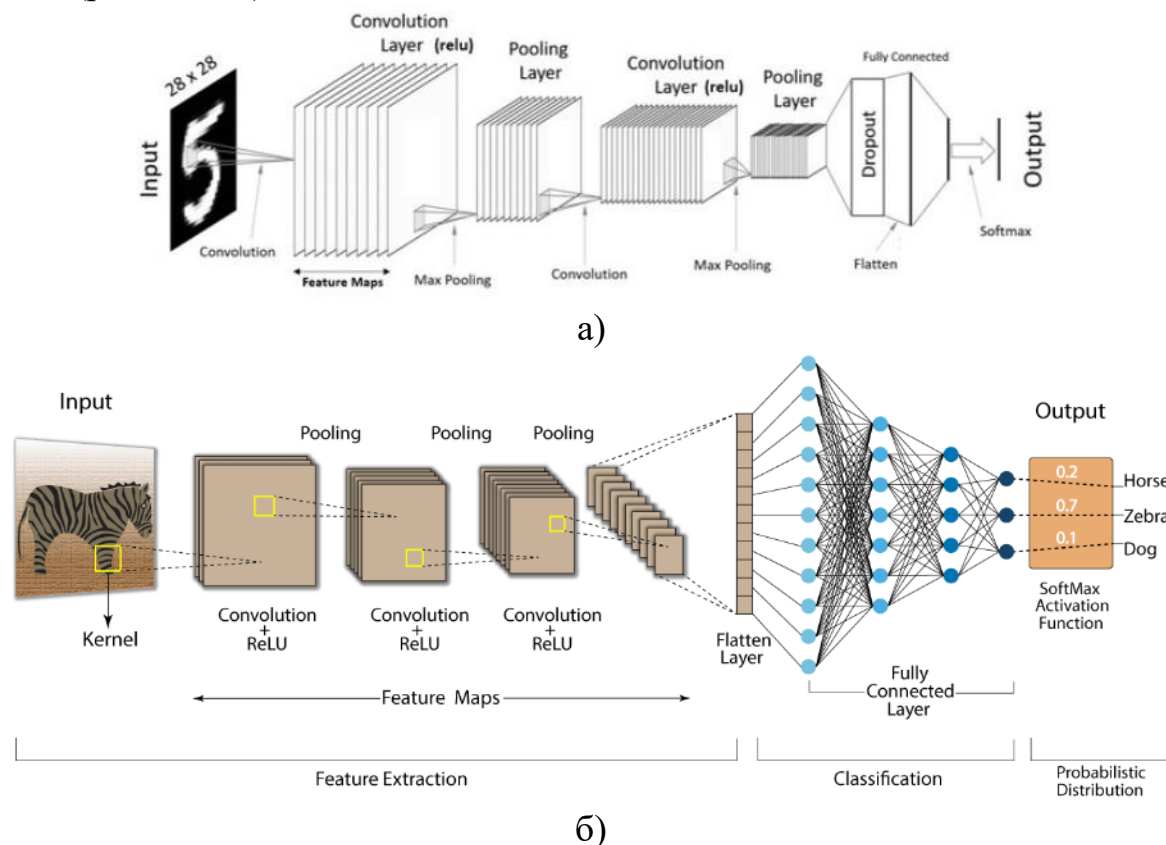 Convolution
Layer (relu)
Pooling
Layer
Convolution
Layer (relu)
Pooling
Layer
Fully Connected
28 x 28
Input
Dropout
Output
Convolution
Feature Maps
Max Pooling
Convolution
Max Pooling
Flatten
Softmax
а)
Input
Pooling
Pooling
Pooling
Output
0.2
Horse
0.7
Zebra
0.1
Dog
SoftMax
Activation
Function
Kernel
Convolution
+
ReLU
Convolution
+
ReLU
Convolution
+
ReLU
Flatten
Layer
Feature Maps
Fully
Connected
Layer
Feature Extraction
Classification
Probabilistic
Distribution
б)